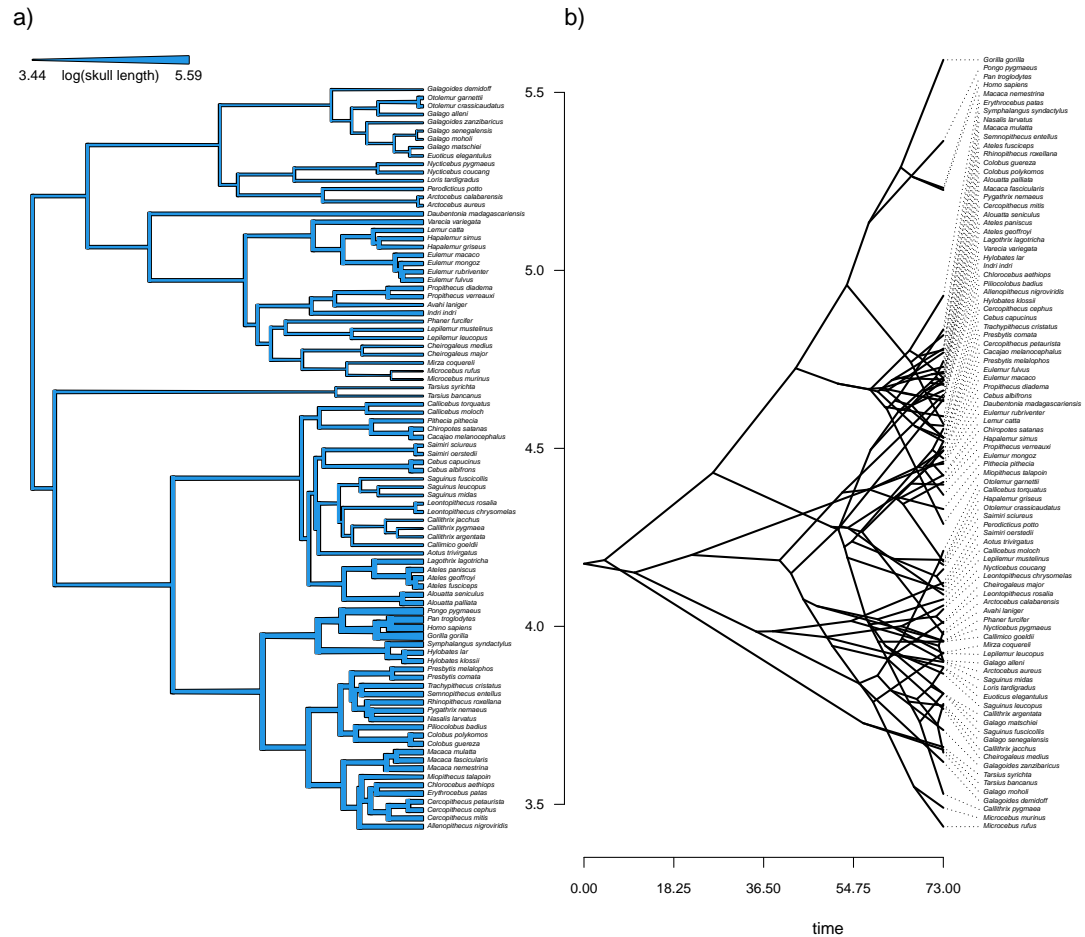 a)
3.44 log(skull length) 5.59
Galagoides demidoff
Otolemur garnettii
Otolemur crassicaudatus
Galago alleni
Galagoides zanzibaricus
Galago senegalensis
Galago moholi
Galago matschiei
Euoticus elegantulus
Nycticebus pygmaeus
Nycticebus coucang
Loris tardigradus
Perodicticus potto
Arctocebus calabarensis
Arctocebus aureus
Daubentonia madagascariensis
Varecia variegata
Lemur catta
Hapalemur simus
Hapalemur griseus
Eulemur macaco
Eulemur mongoz
Eulemur rubriventer
Eulemur fulvus
Propithecus diadema
Propithecus verreauxi
Avahi laniger
Indri indri
Phaner furcifer
Lepilemur mustelinus
Lepilemur leucopus
Cheirogaleus medius
Cheirogaleus major
Mirza coquereli
Microcebus rufus
Microcebus murinus
Tarsius syrichta
Tarsius bancanus
Callicebus torquatus
Callicebus moloch
Pithecia pithecia
Chiropotes satanas
Cacajao melanocephalus
Saimiri sciureus
Saimiri oerstedii
Cebus capucinus
Cebus albifrons
Saguinus fuscicollis
Saguinus leucopus
Saguinus midas
Leontopithecus rosalia
Leontopithecus chrysomelas
Callithrix jacchus
Callithrix pygmaea
Callithrix argentata
Callimico goeldii
Aotus trivirgatus
Lagothrix lagotricha
Ateles paniscus
Ateles geoffroyi
Ateles fusciceps
Alouatta seniculus
Alouatta palliata
Pongo pygmaeus
Pan troglodytes
Homo sapiens
Gorilla gorilla
Symphalangus syndactylus
Hylobates lar
Hylobates klossii
Presbytis melalophos
Presbytis comata
Trachypithecus cristatus
Semnopithecus entellus
Rhinopithecus roxellana
Pygathrix nemaeus
Nasalis larvatus
Piliocolobus badius
Colobus polykomos
Colobus guereza
Macaca mulatta
Macaca fascicularis
Macaca nemestrina
Miopithecus talapoin
Chlorocebus aethiops
Erythrocebus patas
Cercopithecus petaurista
Cercopithecus cephus
Cercopithecus mitis
Allenopithecus nigroviridis
b)
5.5
5.0
4.5
4.0
3.5
Gorilla gorilla
Pongo pygmaeus
Pan troglodytes
Homo sapiens
Macaca nemestrina
Erythrocebus patas
Symphalangus syndactylus
Nasalis larvatus
Macaca mulatta
Semnopithecus entellus
Ateles fusciceps
Rhinopithecus roxellana
Colobus guereza
Colobus polykomos
Alouatta palliata
Macaca fascicularis
Pygathrix nemaeus
Cercopithecus mitis
Alouatta seniculus
Ateles paniscus
Ateles geoffroyi
Lagothrix lagotricha
Varecia variegata
Hylobates lar
Indri indri
Chlorocebus aethiops
Piliocolobus badius
Allenopithecus nigroviridis
Hylobates klossii
Cercopithecus cephus
Cebus capucinus
Trachypithecus cristatus
Presbytis comata
Cercopithecus petaurista
Cacajao melanocephalus
Presbytis melalophos
Eulemur fulvus
Eulemur macaco
Propithecus diadema
Cebus albifrons
Daubentonia madagascariensis
Eulemur rubriventer
Lemur catta
Chiropotes satanas
Hapalemur simus
Propithecus verreauxi
Eulemur mongoz
Pithecia pithecia
Miopithecus talapoin
Otolemur garnettii
Callicebus torquatus
Hapalemur griseus
Otolemur crassicaudatus
Saimiri sciureus
Perodicticus potto
Saimiri oerstedii
Aotus trivirgatus
Callicebus moloch
Lepilemur mustelinus
Nycticebus coucang
Leontopithecus chrysomelas
Cheirogaleus major
Leontopithecus rosalia
Arctocebus calabarensis
Avahi laniger
Phaner furcifer
Nycticebus pygmaeus
Callimico goeldii
Mirza coquereli
Lepilemur leucopus
Galago alleni
Arctocebus aureus
Saguinus midas
Loris tardigradus
Euoticus elegantulus
Saguinus leucopus
Callithrix argentata
Galago matschiei
Saguinus fuscicollis
Galago senegalensis
Callithrix jacchus
Cheirogaleus medius
Galagoides zanzibaricus
Tarsius syrichta
Tarsius bancanus
Galago moholi
Galagoides demidoff
Callithrix pygmaea
Microcebus murinus
Microcebus rufus
0.00 18.25 36.50 54.75 73.00
time